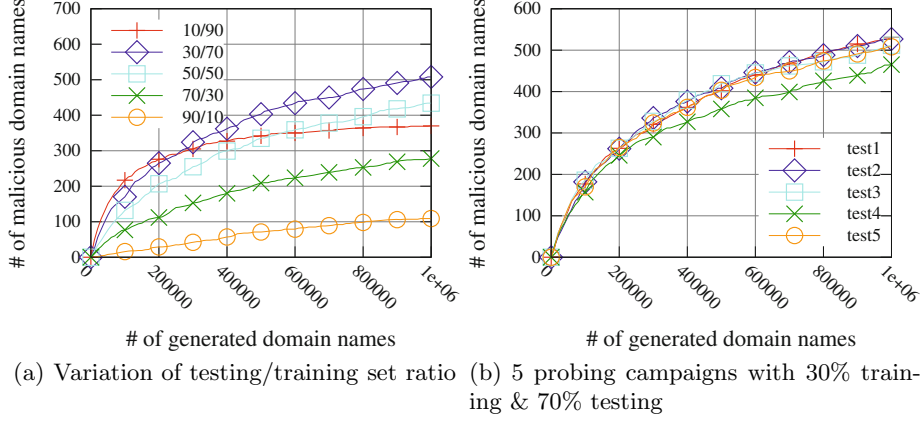 # of malicious domain names
700
600
500
400
300
200
100
0
10/90
30/70
50/50
70/30
90/10
0
200000
400000
600000
800000
1e+06
# of generated domain names
(a) Variation of testing/training set ratio
# of malicious domain names
600
500
400
300
200
100
0
test1
test2
test3
test4
test5
0
200000
400000
600000
800000
1e+06
# of generated domain names
(b) 5 probing campaigns with 30% train-
ing & 70% testing